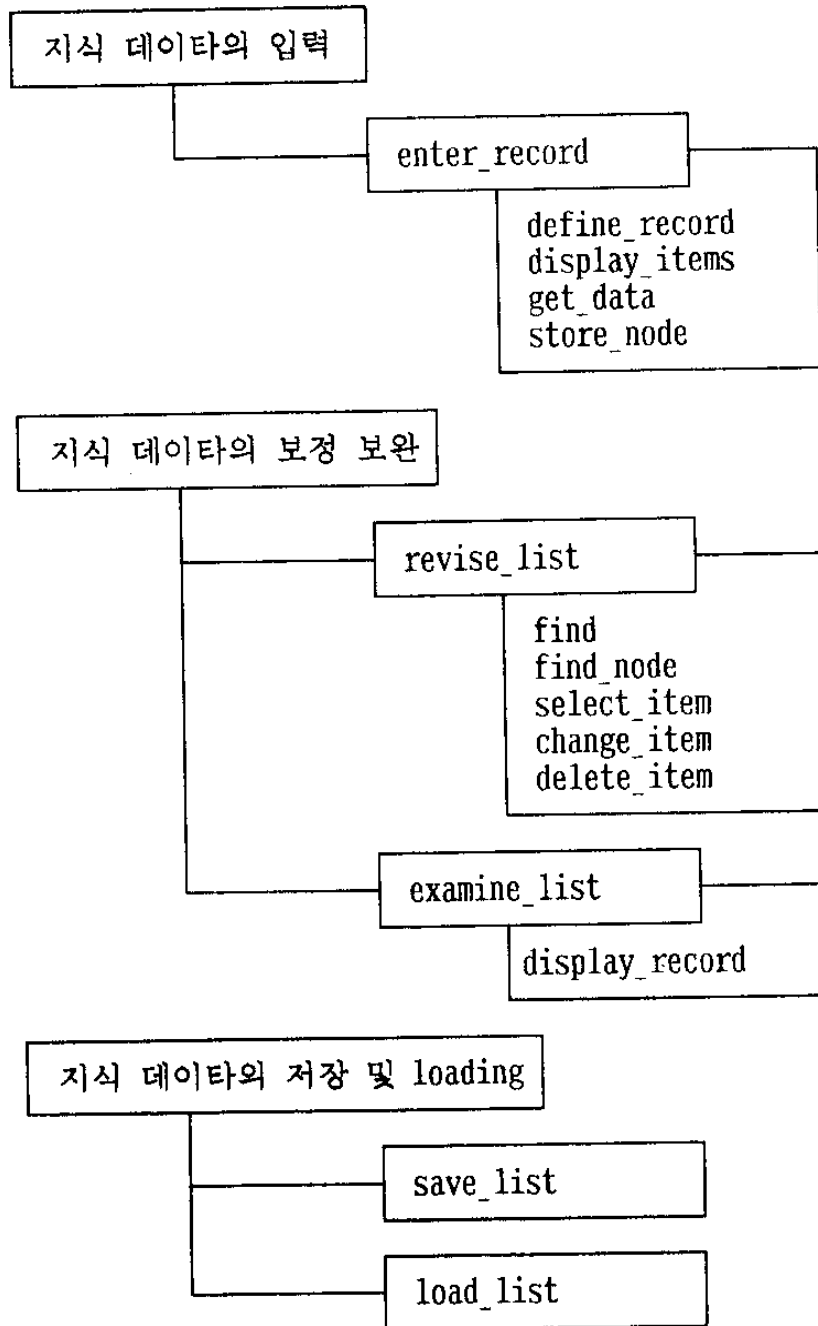 지식 데이타의 입력
enter_record
define_record
display_items
get_data
store_node
지식 데이타의 보정 보완
revise_list
find
find_node
select_item
change_item
delete_item
examine_list
display_record
지식 데이타의 저장 및 loading
save_list
load_list